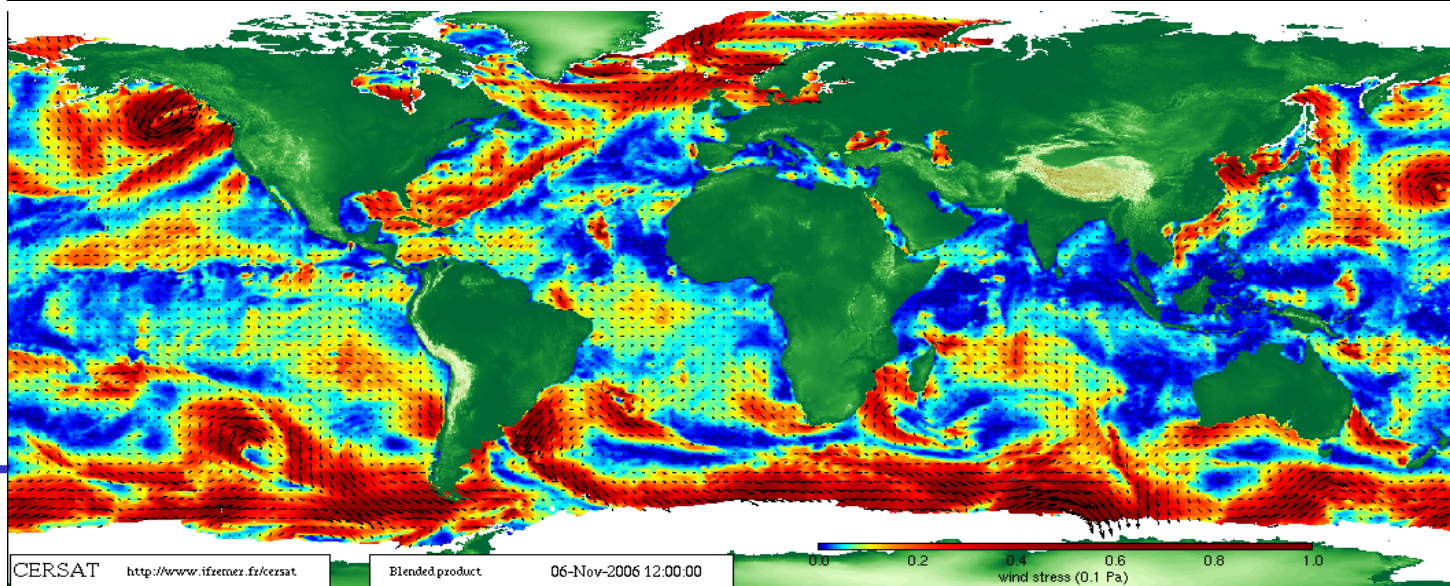 CERSAT http://www.ifremer.fr/cersat
Blended product 06-Nov-2006 12:00:00
0.0 0.2 0.4 0.6 0.8 1.0
wind stress (0.1 Pa)